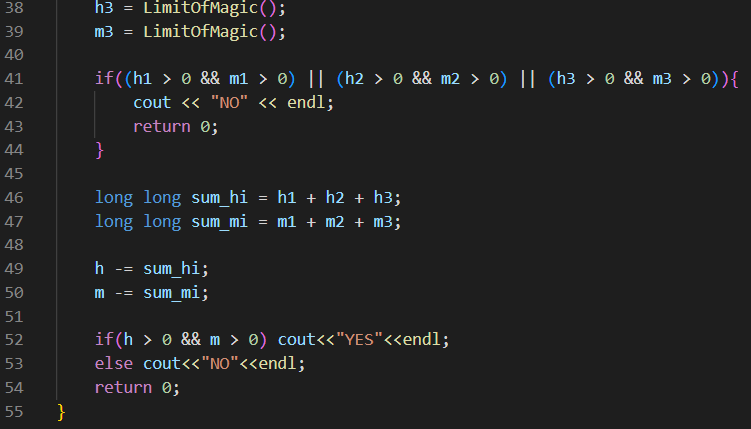 38 h3 = LimitOfMagic();
39 m3 = LimitOfMagic();
40
41 if((h1 > 0 && m1 > 0) || (h2 > 0 && m2 > 0) || (h3 > 0 && m3 > 0)){
42 cout << "NO" << endl;
43 return 0;
44 }
45
46 long long sum_hi = h1 + h2 + h3;
47 long long sum_mi = m1 + m2 + m3;
48
49 h -= sum_hi;
50 m -= sum_mi;
51
52 if(h > 0 && m > 0) cout<<"YES"<<endl;
53 else cout<<"NO"<<endl;
54 return 0;
55 }